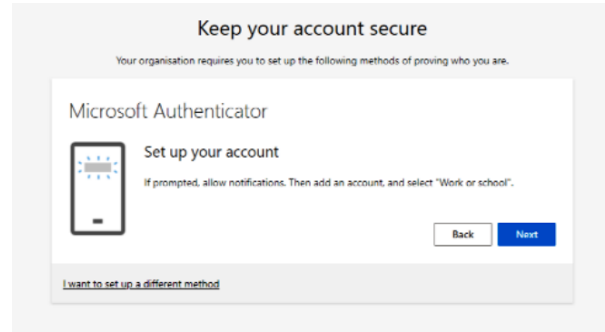 Keep your account secure
Your organisation requires you to set up the following methods of proving who you are.
Microsoft Authenticator
Set up your account
If prompted, allow notifications. Then add an account, and select "Work or school".
Back
Next
I want to set up a different method